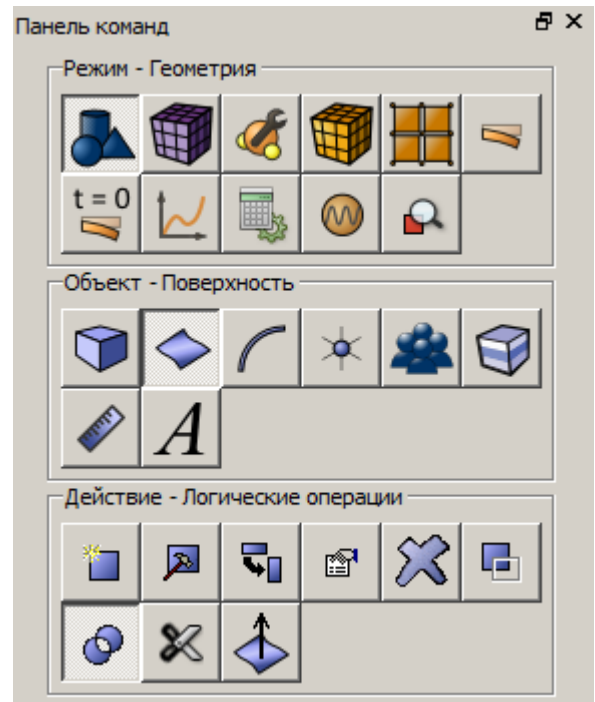 Панель команд
Режим - Геометрия
t = 0
Объект - Поверхность
A
Действие - Логические операции